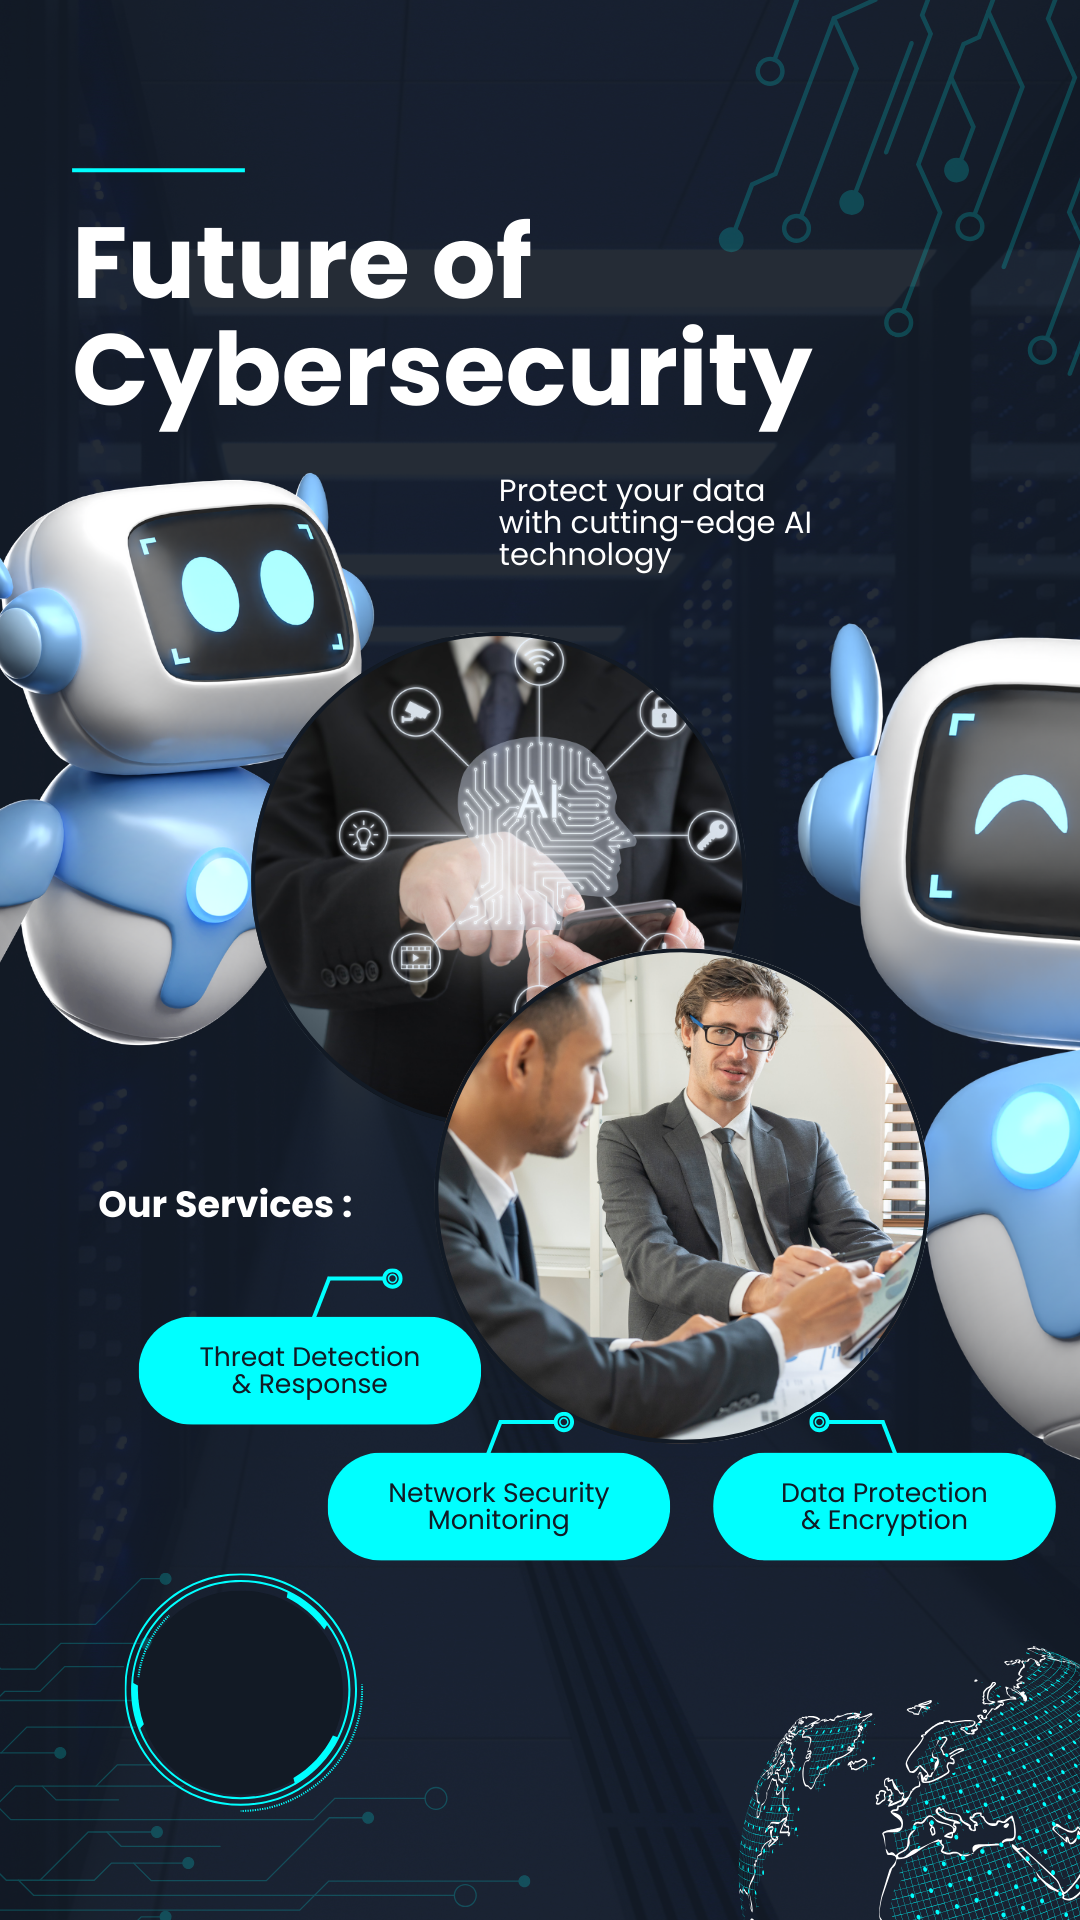 Future of
Cybersecurity
Protect your data
with cutting-edge AI
technology
AI
Our Services :
Threat Detection
& Response
Network Security
Monitoring
Data Protection
& Encryption